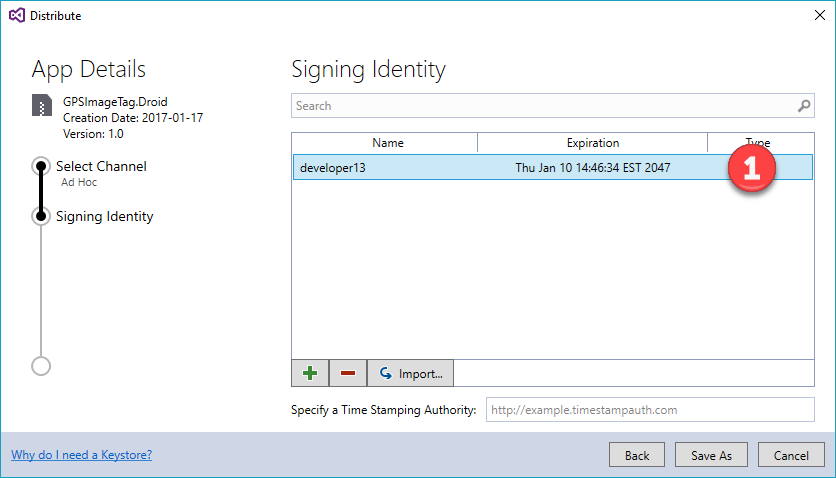 Distribute
App Details
GPSImageTag.Droid
Creation Date: 2017-01-17
Version: 1.0
Select Channel
Ad Hoc
Signing Identity
Signing Identity
Search
Name Expiration Type
developer13 Thu Jan 10 14:46:34 EST 2047
1
Import...
Specify a Time Stamping Authority: http://example.timestampauth.com
Why do I need a Keystore? Back Save As Cancel